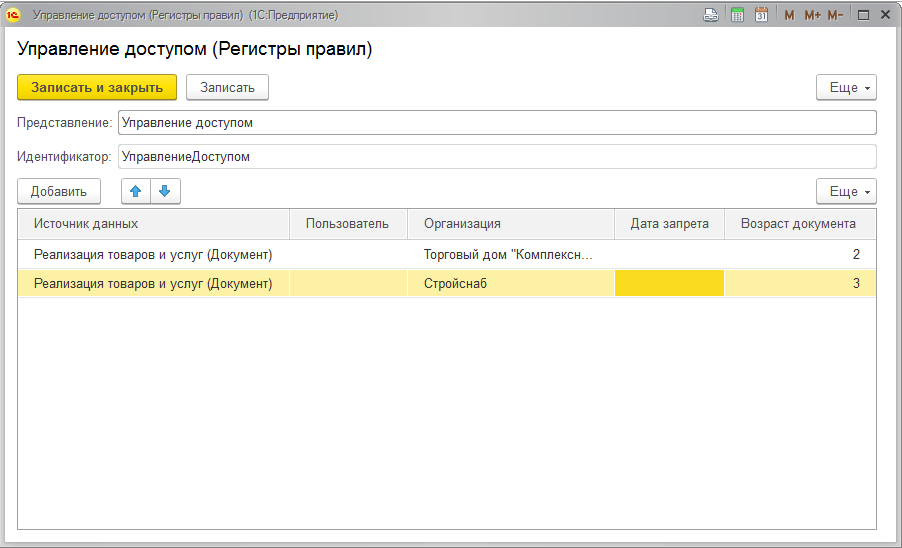 1С Управление доступом (Регистры правил) (1С:Предприятие) 31 M M+ M-
Управление доступом (Регистры правил)
Записать и закрыть Записать Еще
Представление: Управление доступом
Идентификатор: УправлениеДоступом
Добавить Еще
Источник данных Пользователь Организация Дата запрета Возраст документа
Реализация товаров и услуг (Документ) Торговый дом "Комплексн... 2
Реализация товаров и услуг (Документ) Стройснаб 3